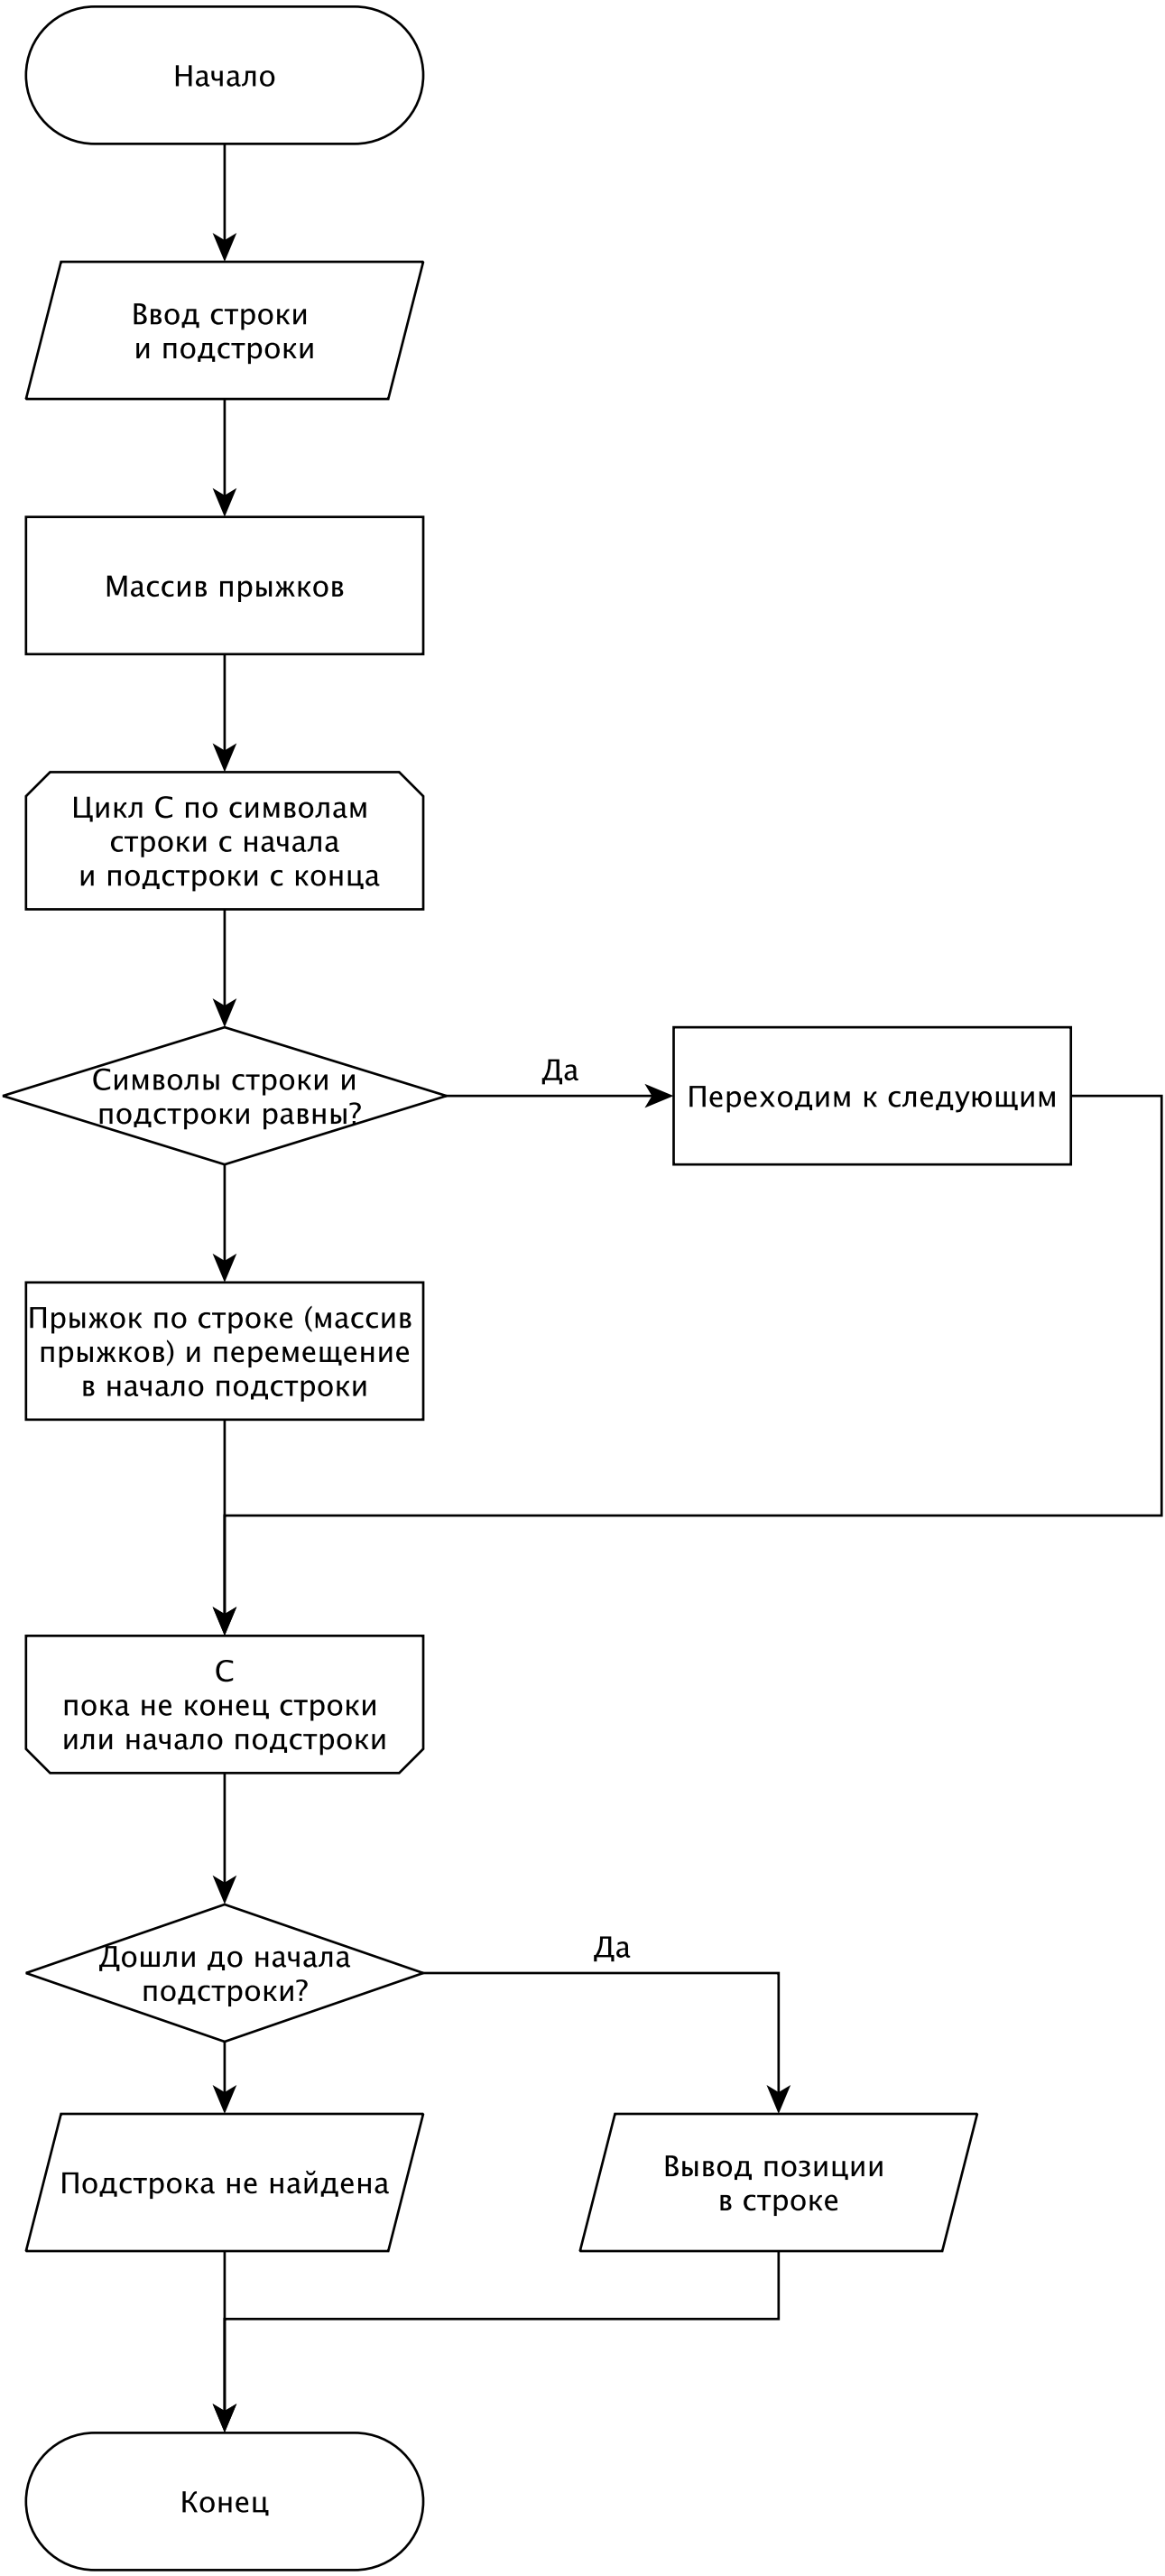 Начало
Ввод строки
и подстроки
Массив прыжков
Цикл С по символам
строки с начала
и подстроки с конца
Символы строки и
подстроки равны?
Да
Переходим к следующим
Прыжок по строке (массив
прыжков) и перемещение
в начало подстроки
С
пока не конец строки
или начало подстроки
Дошли до начала
подстроки?
Да
Подстрока не найдена
Вывод позиции
в строке
Конец